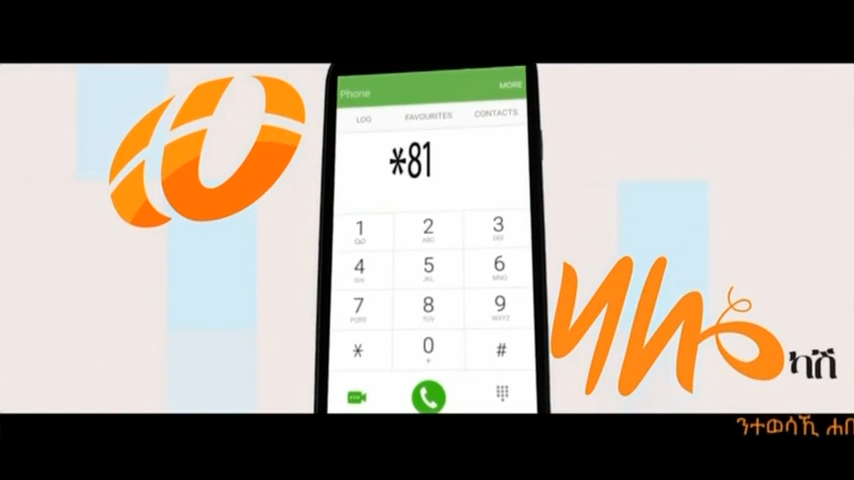 Phone MORE
LOG FAVOURITES CONTACTS
*81
1 2 3
ABC DEF
4 5 6
GHI JKL MNO
7 8 9
PQRS TUV WXYZ
* 0 #
+
ካሽ
ንተወሳኺ ሐበ